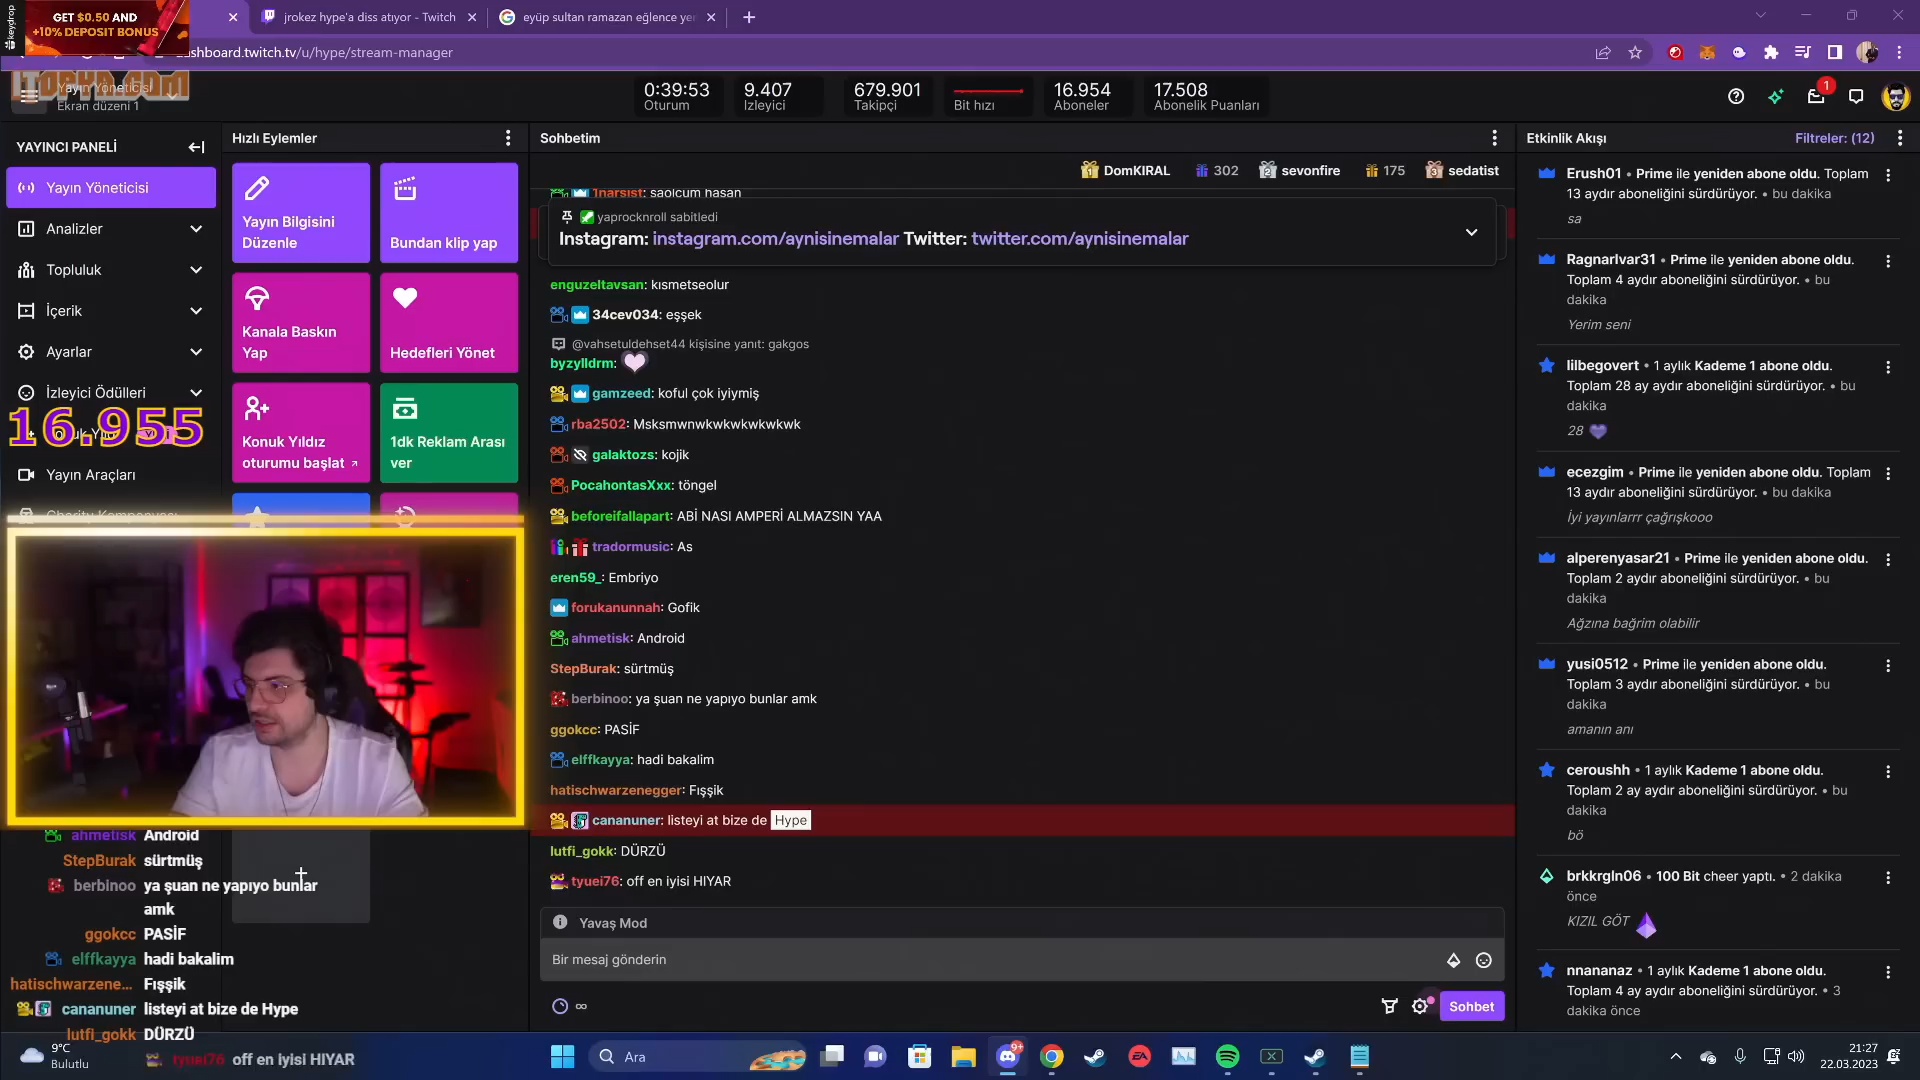 GET $0.50 AND
+10% DEPOSIT BONUS
keydrop
jrokez hype'a diss atıyor - Twitch
eyüp sultan ramazan eğlence yer
dashboard.twitch.tv/u/hype/stream-manager
Yayın Yöneticisi
Ekran düzeni 1
0:39:53
Oturum
9.407
İzleyici
679.901
Takipçi
Bit hızı
16.954
Aboneler
17.508
Abonelik Puanları
1
YAYINCI PANELİ
Yayın Yöneticisi
Analizler
Topluluk
İçerik
Ayarlar
İzleyici Ödülleri
16.955
Yayın Araçları
Hızlı Eylemler
Yayın Bilgisini
Düzenle
Bundan klip yap
Kanala Baskın
Yap
Hedefleri Yönet
Konuk Yıldız
oturumu başlat
1dk Reklam Arası
ver
Sohbetim
1 DomKIRAL
302
2 sevonfire
175
3 sedatist
1narsist: saolcum hasan
yaprocknroll sabitledi
Instagram: instagram.com/aynisinemalar Twitter: twitter.com/aynisinemalar
enguzeltavsan: kısmetseolur
34cev034: eşşek
@vahsetuldehset44 kişisine yanıt: gakgos
byzylldrm:
gamzeed: koful çok iyiymiş
rba2502: Msksmwnwkwkwkwkwkwk
galaktozs: kojik
PocahontasXxx: töngel
beforeifallapart: ABİ NASI AMPERİ ALMAZSIN YAA
tradormusic: As
eren59_: Embriyo
forukanunnah: Gofik
ahmetisk: Android
StepBurak: sürtmüş
berbinoo: ya şuan ne yapıyo bunlar amk
ggokcc: PASİF
elffkayya: hadi bakalim
hatischwarzenegger: Fışşik
cananuner: listeyi at bize de Hype
lutfi_gokk: DÜRZÜ
tyuei76: off en iyisi HIYAR
Yavaş Mod
Bir mesaj gönderin
∞
Sohbet
Etkinlik Akışı
Filtreler: (12)
Erush01 • Prime ile yeniden abone oldu. Toplam
13 aydır aboneliğini sürdürüyor. • bu dakika
sa
RagnarIvar31 • Prime ile yeniden abone oldu.
Toplam 4 aydır aboneliğini sürdürüyor. • bu
dakika
Yerim seni
lilbegovert • 1 aylık Kademe 1 abone oldu.
Toplam 28 ay aydır aboneliğini sürdürüyor. • bu
dakika
28
ecezgim • Prime ile yeniden abone oldu. Toplam
13 aydır aboneliğini sürdürüyor. • bu dakika
İyi yayınlarrr çağrışkooo
alperenyasar21 • Prime ile yeniden abone oldu.
Toplam 2 aydır aboneliğini sürdürüyor. • bu
dakika
Ağzına bağrim olabilir
yusi0512 • Prime ile yeniden abone oldu.
Toplam 3 aydır aboneliğini sürdürüyor. • bu
dakika
amanın anı
ceroushh • 1 aylık Kademe 1 abone oldu.
Toplam 2 ay aydır aboneliğini sürdürüyor. • bu
dakika
bö
brkkrgln06 • 100 Bit cheer yaptı. • 2 dakika
önce
KIZIL GÖT
nnananaz • 1 aylık Kademe 1 abone oldu.
Toplam 4 ay aydır aboneliğini sürdürüyor. • 3
dakika önce
ahmetisk Android
StepBurak sürtmüş
berbinoo ya şuan ne yapıyo bunlar
amk
ggokcc PASİF
elffkayya hadi bakalim
hatischwarzene... Fışşik
cananuner listeyi at bize de Hype
lutfi_gokk DÜRZÜ
tyuei76 off en iyisi HIYAR
9°C
Bulutlu
Ara
9+
EA
21:27
22.03.2023